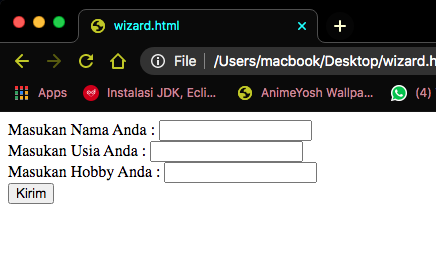 wizard.html
File /Users/macbook/Desktop/wizard.h
Apps Instalasi JDK, Ecli... AnimeYosh Wallpa... (4)
Masukan Nama Anda :
Masukan Usia Anda :
Masukan Hobby Anda :
Kirim